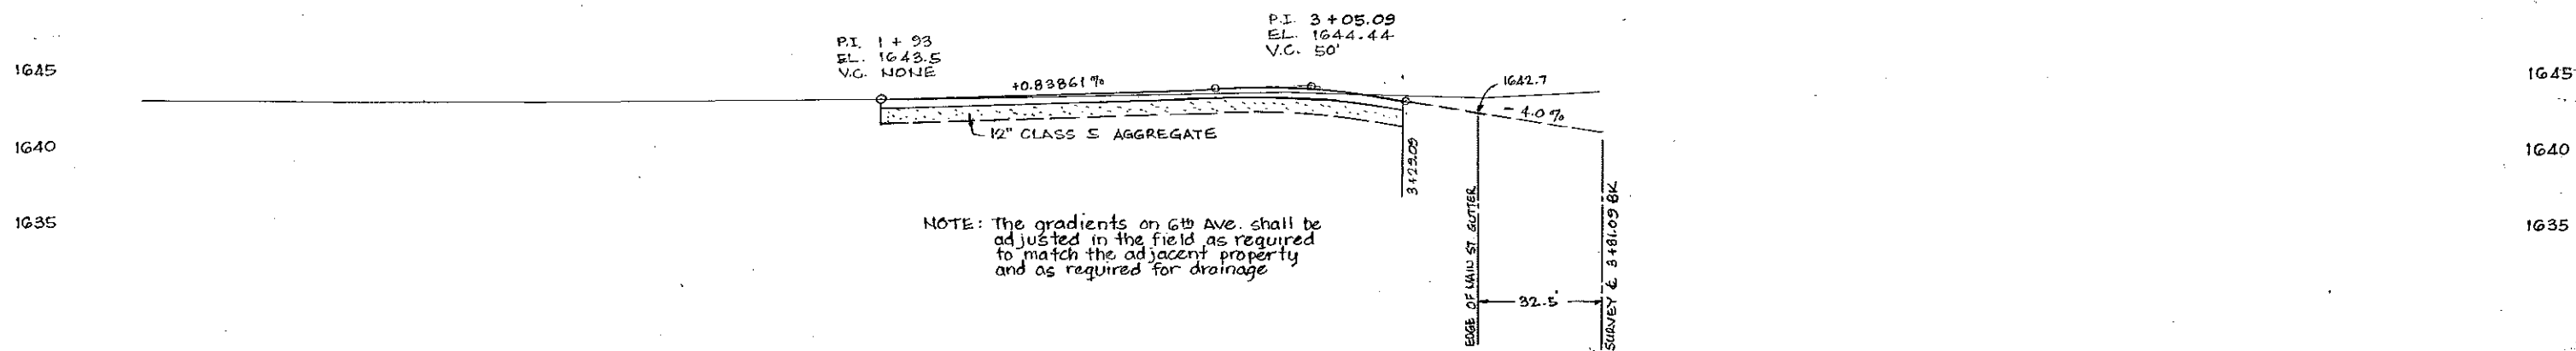 P.I. 1 + 93
EL. 1643.5
V.C. NONE
P.I. 3 + 05.09
EL. 1644.44
V.C. 50'
1645
+0.83861 %
1642.7
1645
- 4.0 %
12" CLASS 5 AGGREGATE
1640
3+29.09
1640
1635
NOTE: The gradients on 6th Ave. shall be
adjusted in the field as required
to match the adjacent property
and as required for drainage
EDGE OF MAIN ST GUTTER
32.5'
SURVEY ℄ 3+81.09 BK
1635